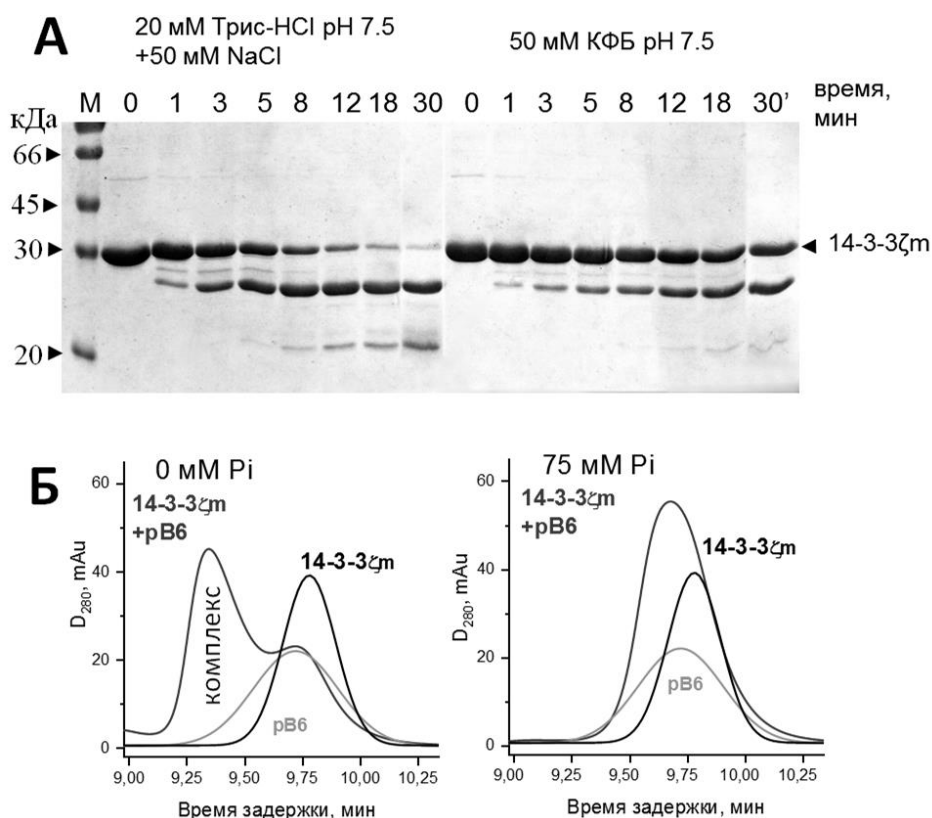 А
20 мМ Трис-HCl pH 7.5
+50 мМ NaCl
50 мМ КФБ pH 7.5
М 0 1 3 5 8 12 18 30 0 1 3 5 8 12 18 30' время,
мин
кДа
66
45
30
14-3-3ζm
20
Б
0 мМ Pi
14-3-3ζm
+pB6
14-3-3ζm
комплекс
pB6
D280, mAu
60
40
20
0
9,00 9,25 9,50 9,75 10,00 10,25
Время задержки, мин
75 мМ Pi
14-3-3ζm
+pB6
14-3-3ζm
pB6
D280, mAu
60
40
20
0
9,00 9,25 9,50 9,75 10,00 10,25
Время задержки, мин